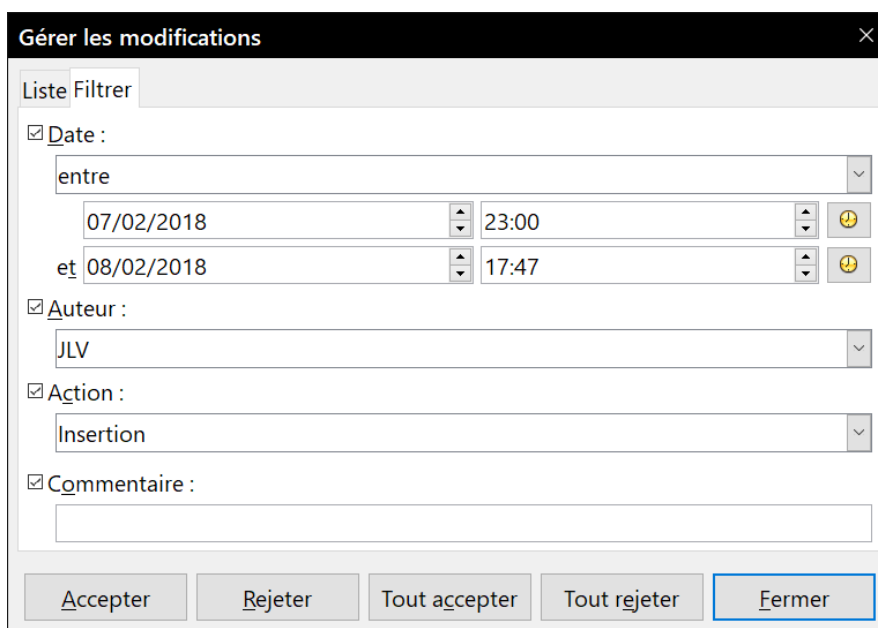 Gérer les modifications
Liste Filtrer
Date :
entre
07/02/2018 23:00
et 08/02/2018 17:47
Auteur :
JLV
Action :
Insertion
Commentaire :
Accepter Rejeter Tout accepter Tout rejeter Fermer